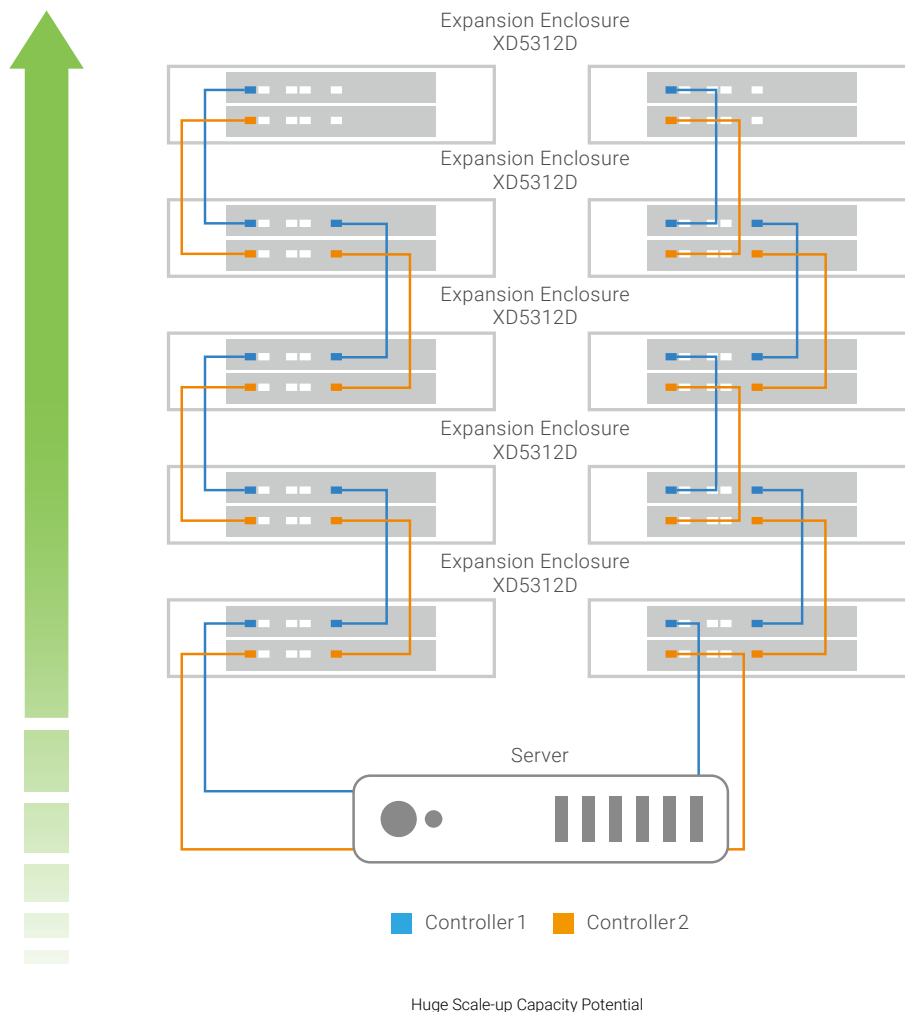 Expansion Enclosure
XD5312D
Expansion Enclosure
XD5312D
Expansion Enclosure
XD5312D
Expansion Enclosure
XD5312D
Expansion Enclosure
XD5312D
Server
Controller 1
Controller 2
Huge Scale-up Capacity Potential